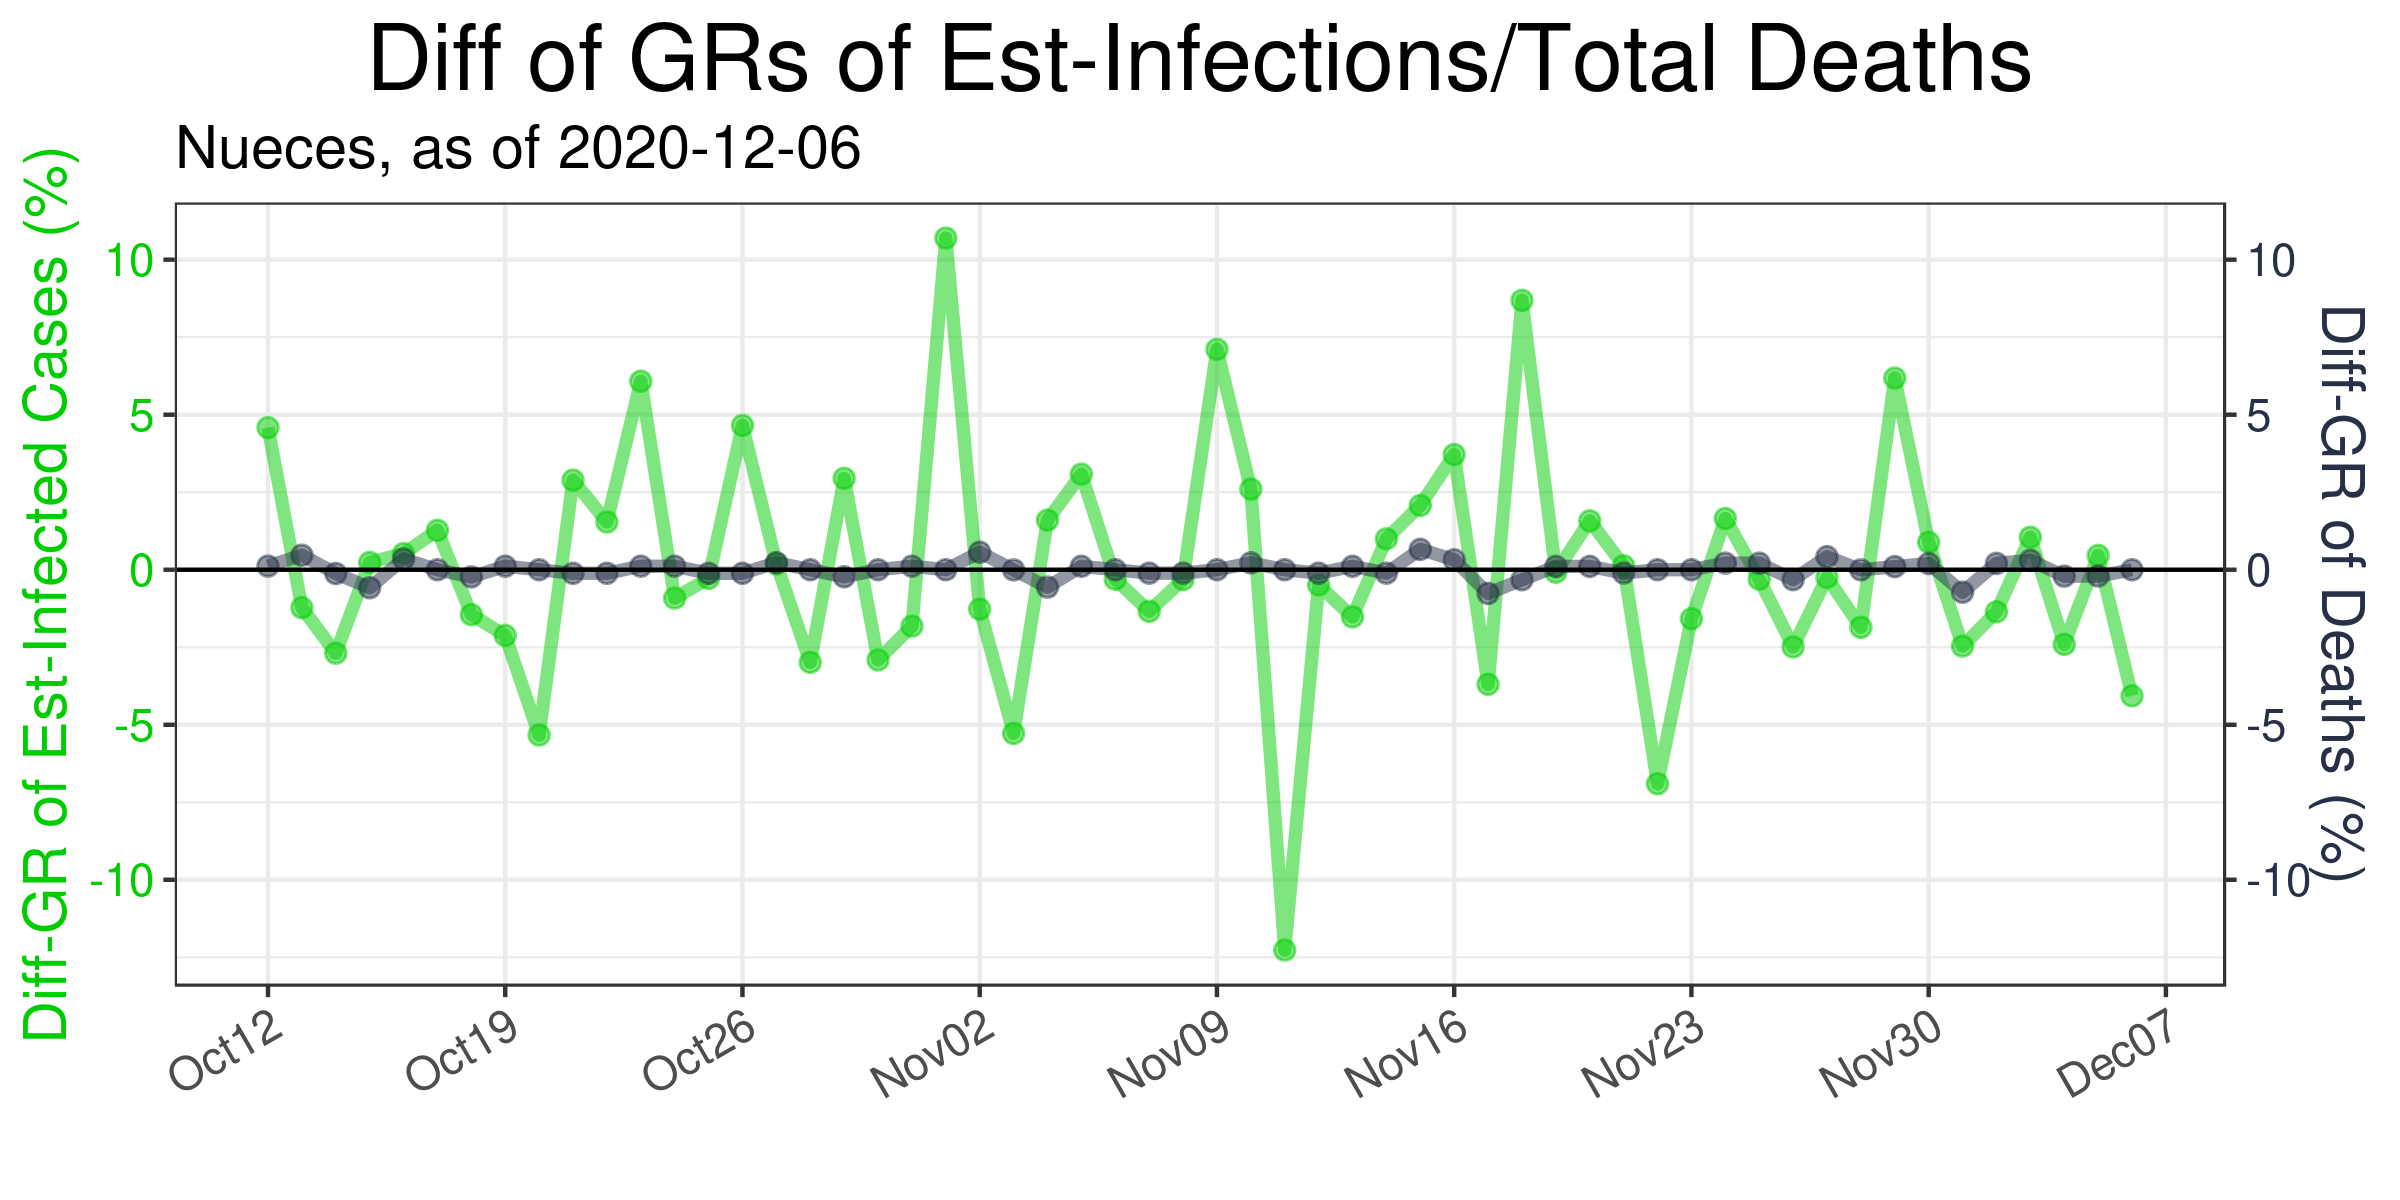 Diff of GRs of Est-Infections/Total Deaths
Nueces, as of 2020-12-06
Diff-GR of Est-Infected Cases (%)
10
5
0
-5
-10
10
5
0
-5
-10
Diff-GR of Deaths (%)
Oct12
Oct19
Oct26
Nov02
Nov09
Nov16
Nov23
Nov30
Dec07